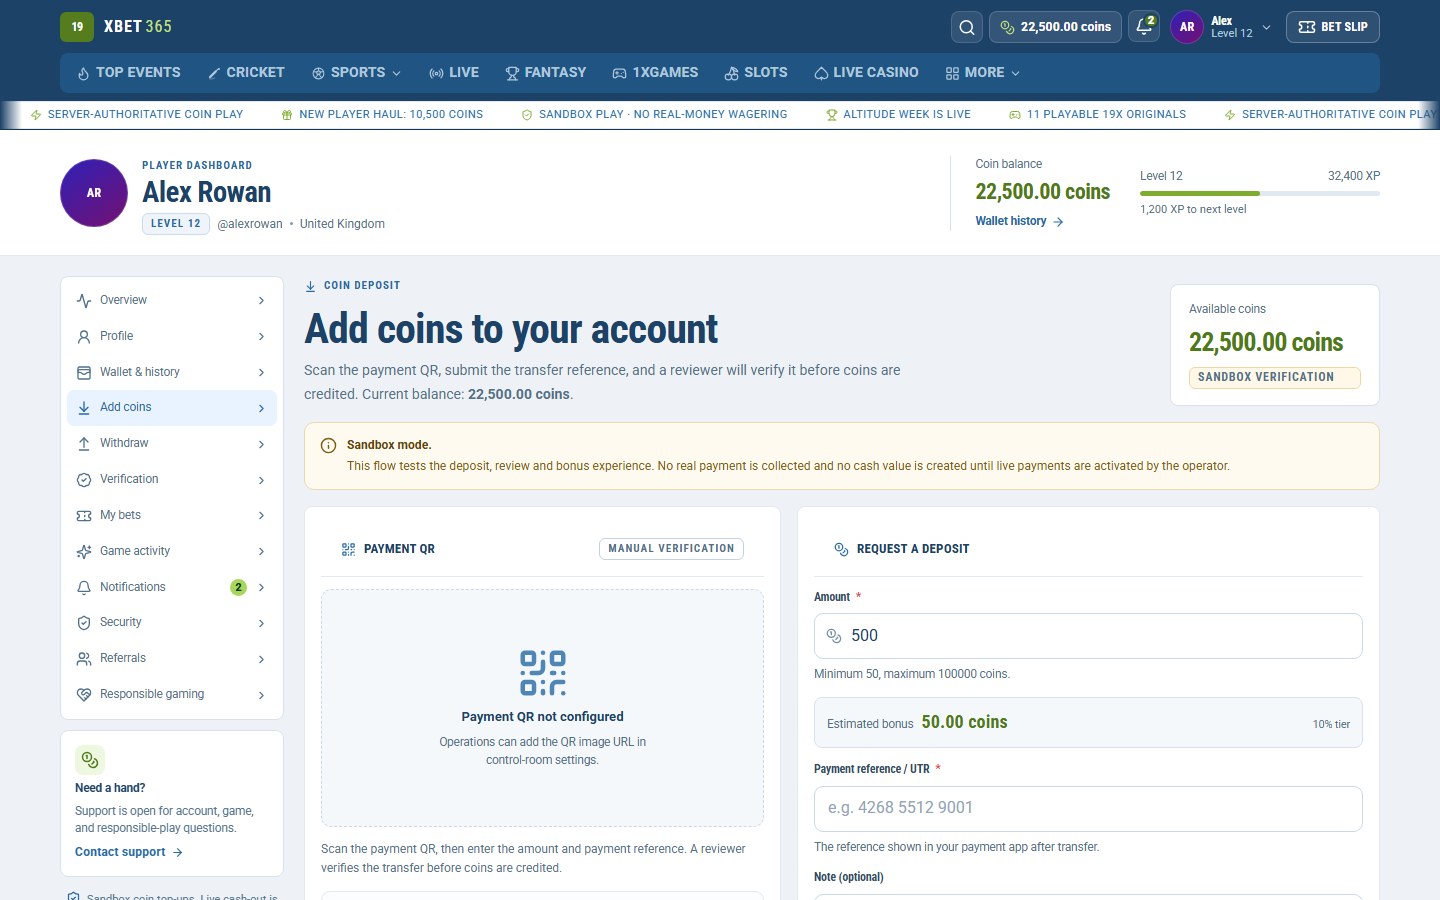 19 XBET 365
22,500.00 coins
2
AR
Alex
Level 12
BET SLIP
TOP EVENTS CRICKET SPORTS LIVE FANTASY 1XGAMES SLOTS LIVE CASINO MORE
SERVER-AUTHORITATIVE COIN PLAY NEW PLAYER HAUL: 10,500 COINS SANDBOX PLAY · NO REAL-MONEY WAGERING ALTITUDE WEEK IS LIVE 11 PLAYABLE 19X ORIGINALS SERVER-AUTHORITATIVE COIN PLAY
AR
PLAYER DASHBOARD
Alex Rowan
LEVEL 12 @alexrowan • United Kingdom
Coin balance
22,500.00 coins
Wallet history
Level 12 32,400 XP
1,200 XP to next level
Overview
Profile
Wallet & history
Add coins
Withdraw
Verification
My bets
Game activity
Notifications 2
Security
Referrals
Responsible gaming
Need a hand?
Support is open for account, game,
and responsible-play questions.
Contact support
Sandbox coin top-ups. Live cash-out is
COIN DEPOSIT
Add coins to your account
Scan the payment QR, submit the transfer reference, and a reviewer will verify it before coins are
credited. Current balance: 22,500.00 coins.
Available coins
22,500.00 coins
SANDBOX VERIFICATION
Sandbox mode.
This flow tests the deposit, review and bonus experience. No real payment is collected and no cash value is created until live payments are activated by the operator.
PAYMENT QR MANUAL VERIFICATION
Payment QR not configured
Operations can add the QR image URL in
control-room settings.
Scan the payment QR, then enter the amount and payment reference. A reviewer
verifies the transfer before coins are credited.
REQUEST A DEPOSIT
Amount *
500
Minimum 50, maximum 100000 coins.
Estimated bonus 50.00 coins 10% tier
Payment reference / UTR *
e.g. 4268 5512 9001
The reference shown in your payment app after transfer.
Note (optional)